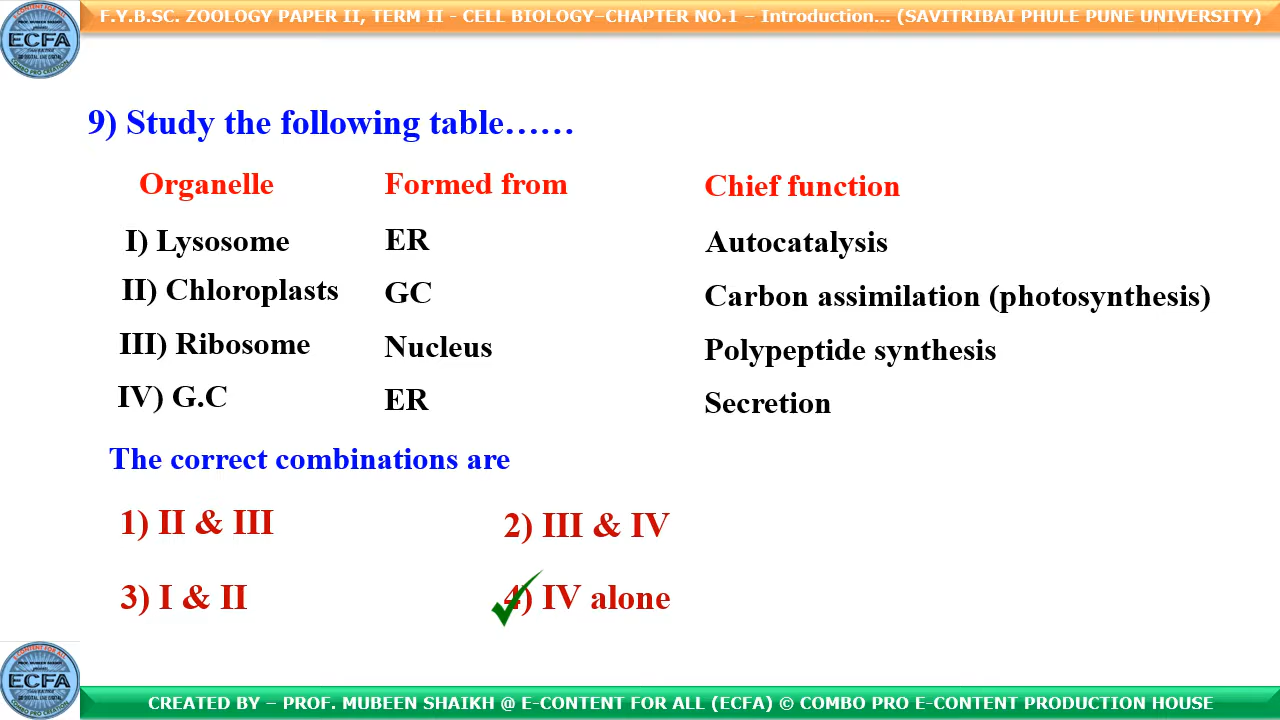 F.Y.B.SC. ZOOLOGY PAPER II, TERM II - CELL BIOLOGY–CHAPTER NO.1 – Introduction... (SAVITRIBAI PHULE PUNE UNIVERSITY)
ECFA
9) Study the following table……
Organelle Formed from Chief function
I) Lysosome ER Autocatalysis
II) Chloroplasts GC Carbon assimilation (photosynthesis)
III) Ribosome Nucleus Polypeptide synthesis
IV) G.C ER Secretion
The correct combinations are
1) II & III 2) III & IV
3) I & II 4) IV alone
ECFA
CREATED BY – PROF. MUBEEN SHAIKH @ E-CONTENT FOR ALL (ECFA) © COMBO PRO E-CONTENT PRODUCTION HOUSE